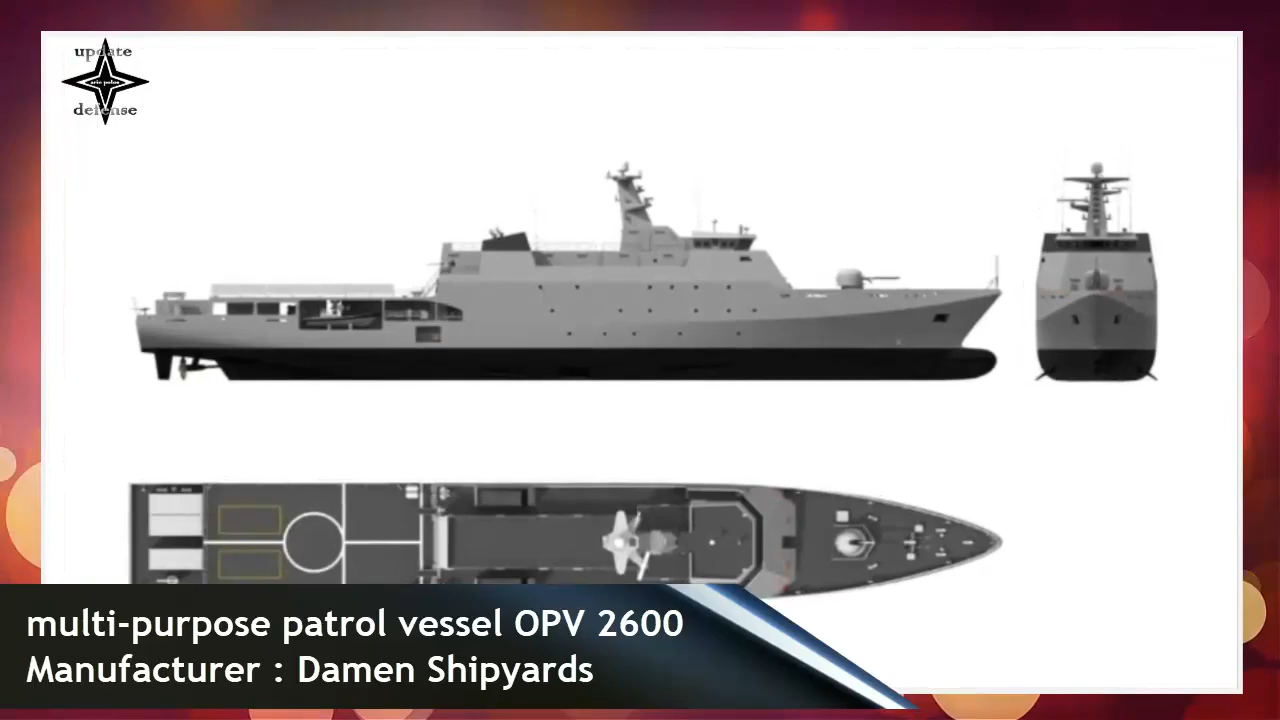 update
defense
multi-purpose patrol vessel OPV 2600
Manufacturer : Damen Shipyards